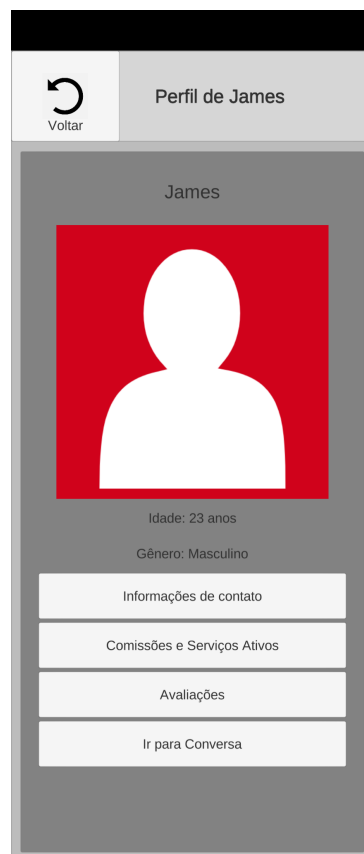 Voltar
Perfil de James
James
Idade: 23 anos
Gênero: Masculino
Informações de contato
Comissões e Serviços Ativos
Avaliações
Ir para Conversa